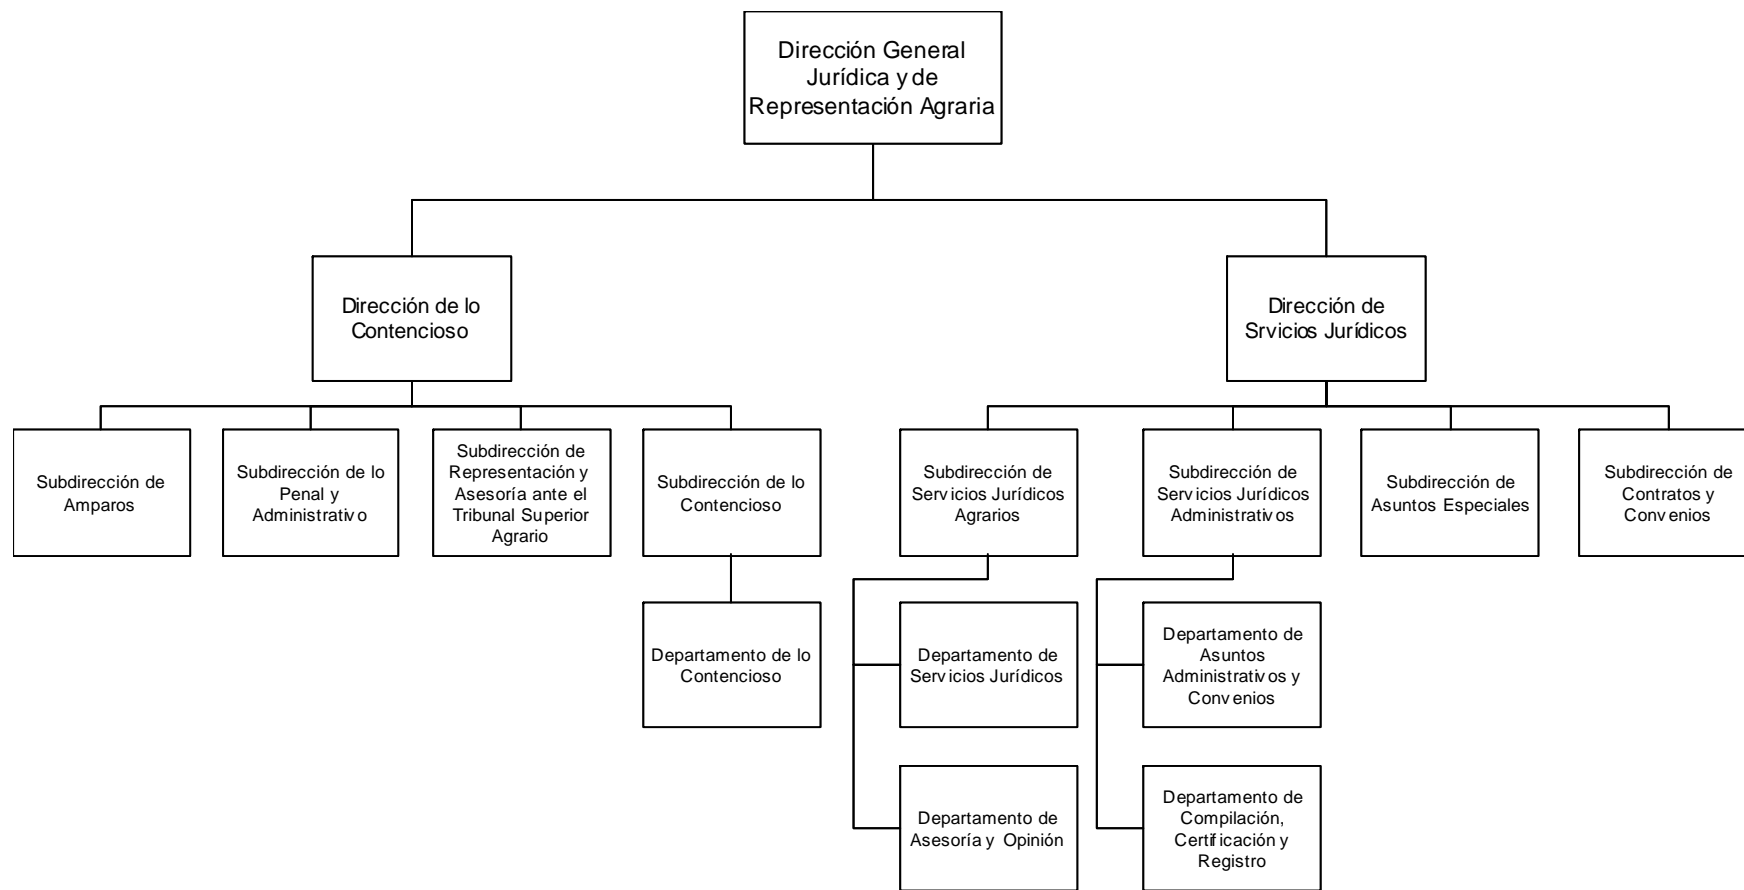 Dirección General
Jurídica y de
Representación Agraria
Dirección de lo
Contencioso
Dirección de
Srvicios Jurídicos
Subdirección de
Amparos
Subdirección de lo
Penal y
Administrativo
Subdirección de
Representación y
Asesoría ante el
Tribunal Superior
Agrario
Subdirección de lo
Contencioso
Subdirección de
Servicios Jurídicos
Agrarios
Subdirección de
Servicios Jurídicos
Administrativos
Subdirección de
Asuntos Especiales
Subdirección de
Contratos y
Convenios
Departamento de lo
Contencioso
Departamento de
Servicios Jurídicos
Departamento de
Asuntos
Administrativos y
Convenios
Departamento de
Asesoría y Opinión
Departamento de
Compilación,
Certificación y
Registro